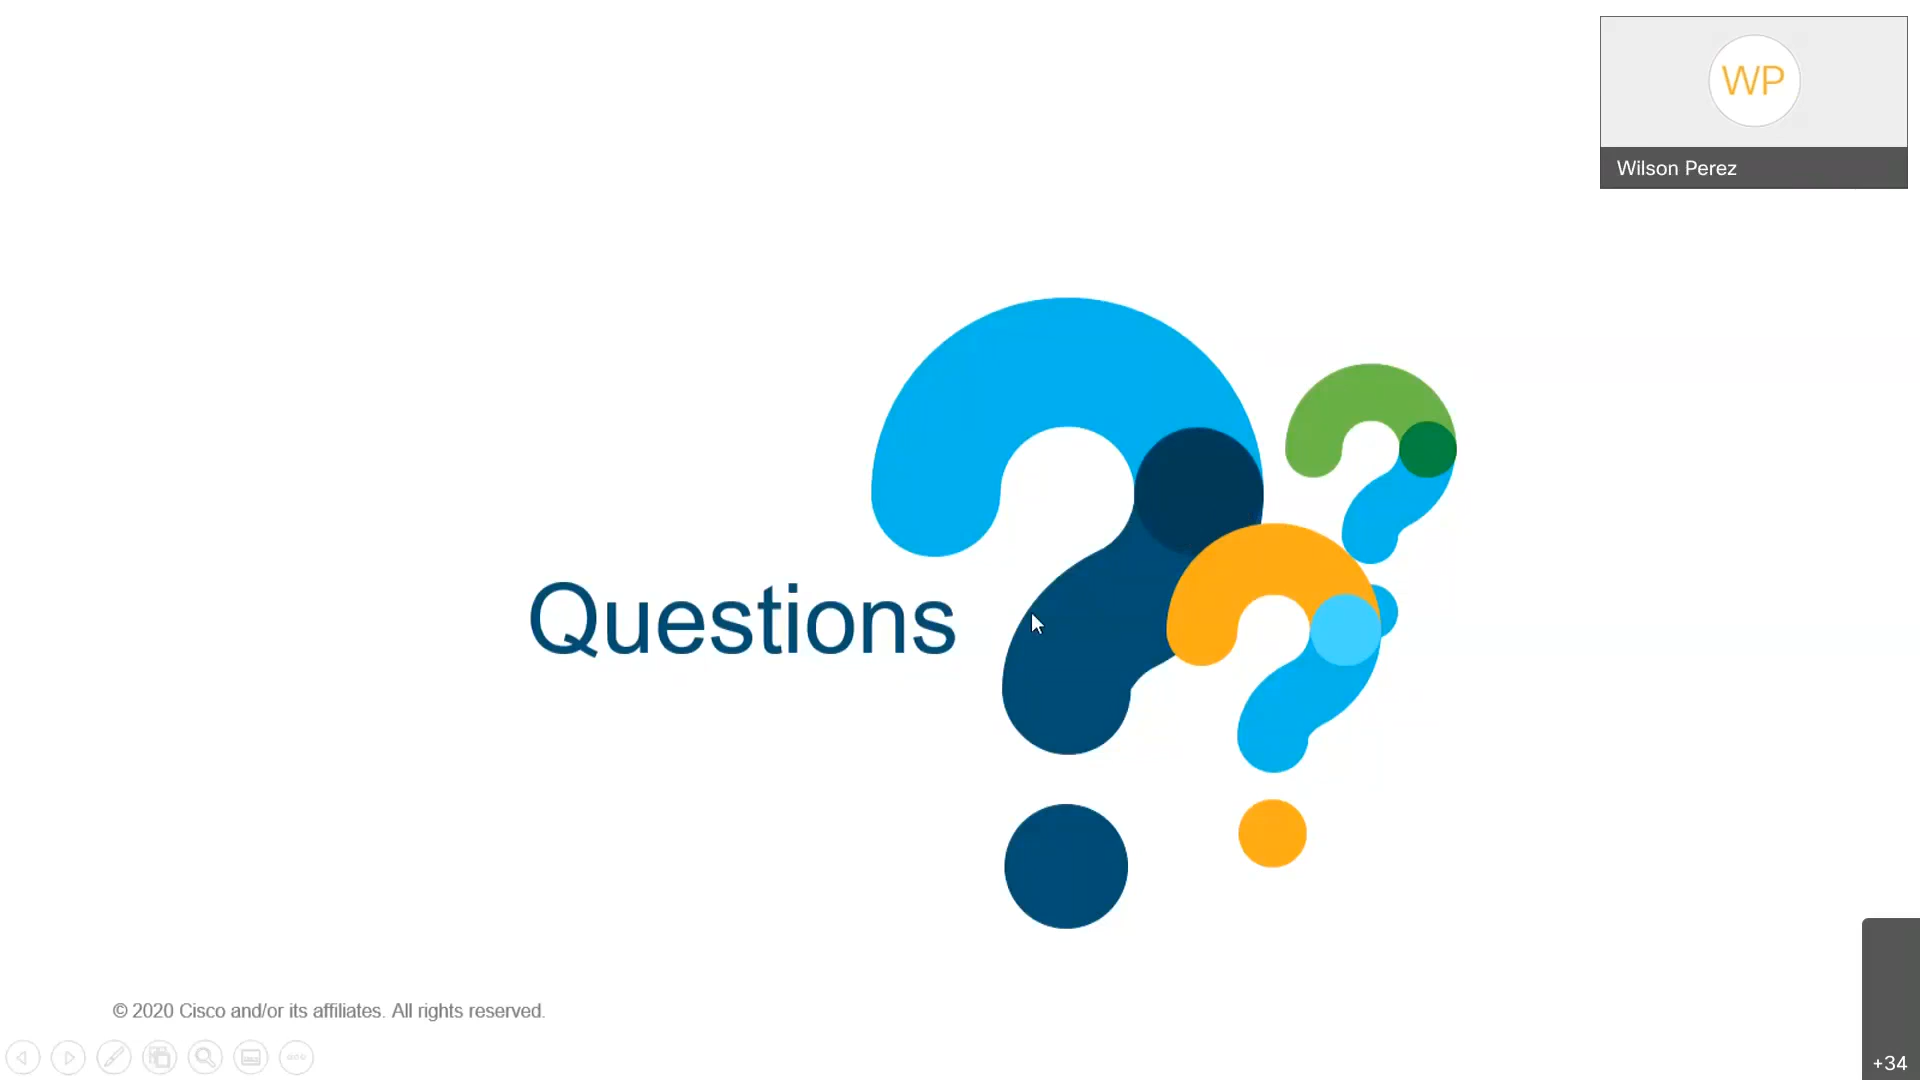 WP
Wilson Perez
Questions
© 2020 Cisco and/or its affiliates. All rights reserved.
+34